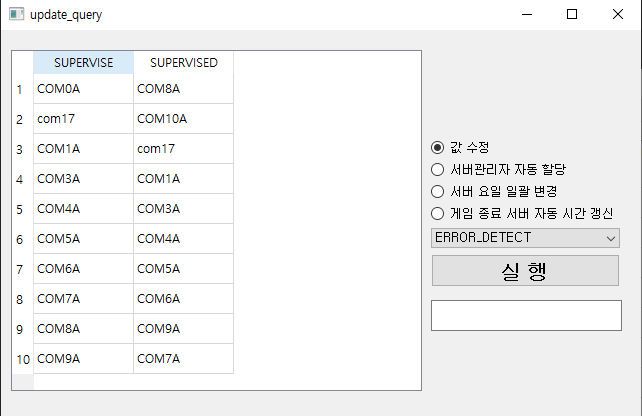 update_query
SUPERVISE SUPERVISED
1 COM0A COM8A
2 com17 COM10A
3 COM1A com17
4 COM3A COM1A
5 COM4A COM3A
6 COM5A COM4A
7 COM6A COM5A
8 COM7A COM6A
9 COM8A COM9A
10 COM9A COM7A
값 수정
서버관리자 자동 할당
서버 요일 일괄 변경
게임 종료 서버 자동 시간 갱신
ERROR_DETECT
실 행